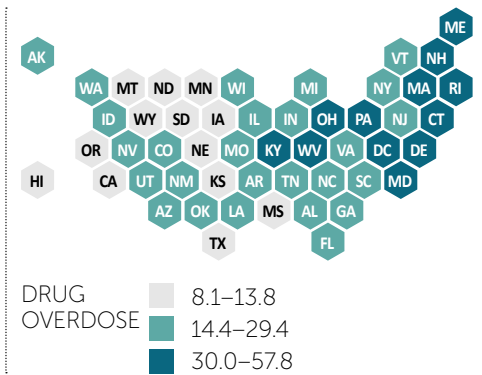 ME
AK VT NH
WA MT ND MN WI MI NY MA RI
ID WY SD IA IL IN OH PA NJ CT
OR NV CO NE MO KY WV VA DC DE
HI CA UT NM KS AR TN NC SC MD
AZ OK LA MS AL GA
TX FL
DRUG
OVERDOSE
8.1–13.8
14.4–29.4
30.0–57.8